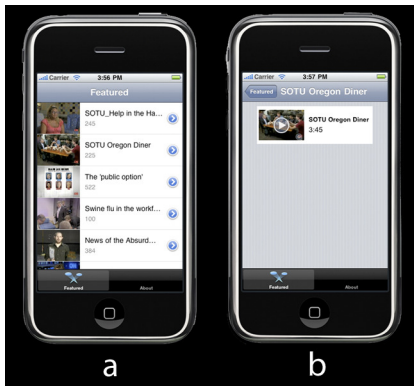 Carrier 3:56 PM
Featured
SOTU_Help in the Ha...
245
SOTU Oregon Diner
225
The 'public option'
522
Swine flu in the workf...
100
News of the Absurd...
384
Featured About
a
Carrier 3:57 PM
Featured SOTU Oregon Diner
SOTU Oregon Diner
3:45
Featured About
b